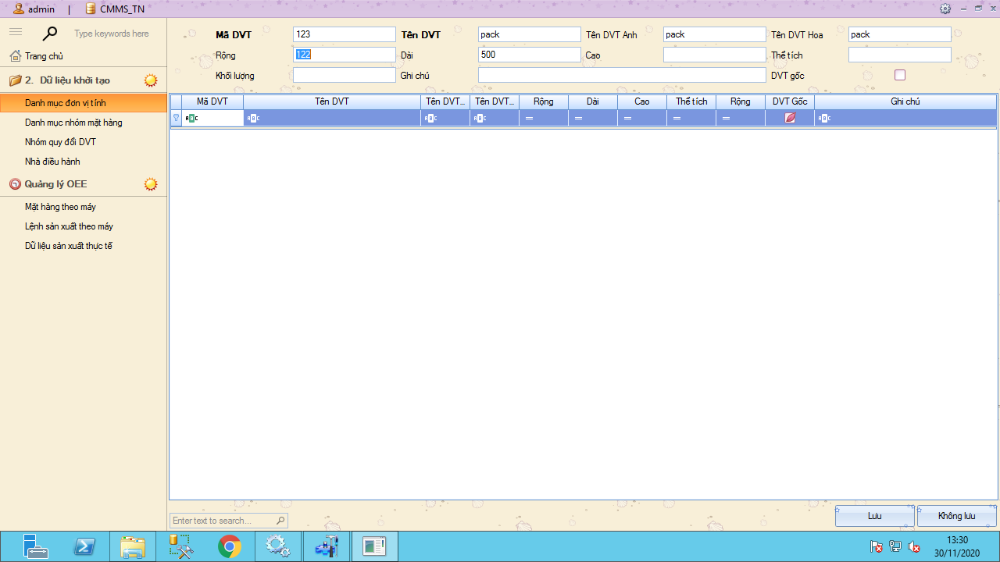 admin | CMMS_TN
Type keywords here
Trang chủ
2. Dữ liệu khởi tạo
Danh mục đơn vị tính
Danh mục nhóm mặt hàng
Nhóm quy đổi DVT
Nhà điều hành
Quảng lý OEE
Mặt hàng theo máy
Lệnh sản xuất theo máy
Dữ liệu sản xuất thực tế
Mã DVT 123 Tên DVT pack Tên DVT Anh pack Tên DVT Hoa pack
Rộng 122 Dài 500 Cao Thể tích
Khối lượng Ghi chú DVT gốc
Mã DVT Tên DVT Tên DVT... Tên DVT... Rộng Dài Cao Thể tích Rộng DVT Gốc Ghi chú
ABC ABC ABC ABC = = = = = ABC
Enter text to search...
Lưu Không lưu
13:30
30/11/2020